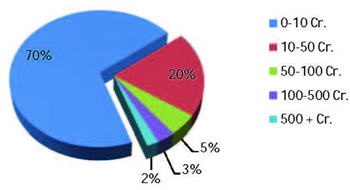 70%
20%
5%
3%
2%
0-10 Cr.
10-50 Cr.
50-100 Cr.
100-500 Cr.
500 + Cr.